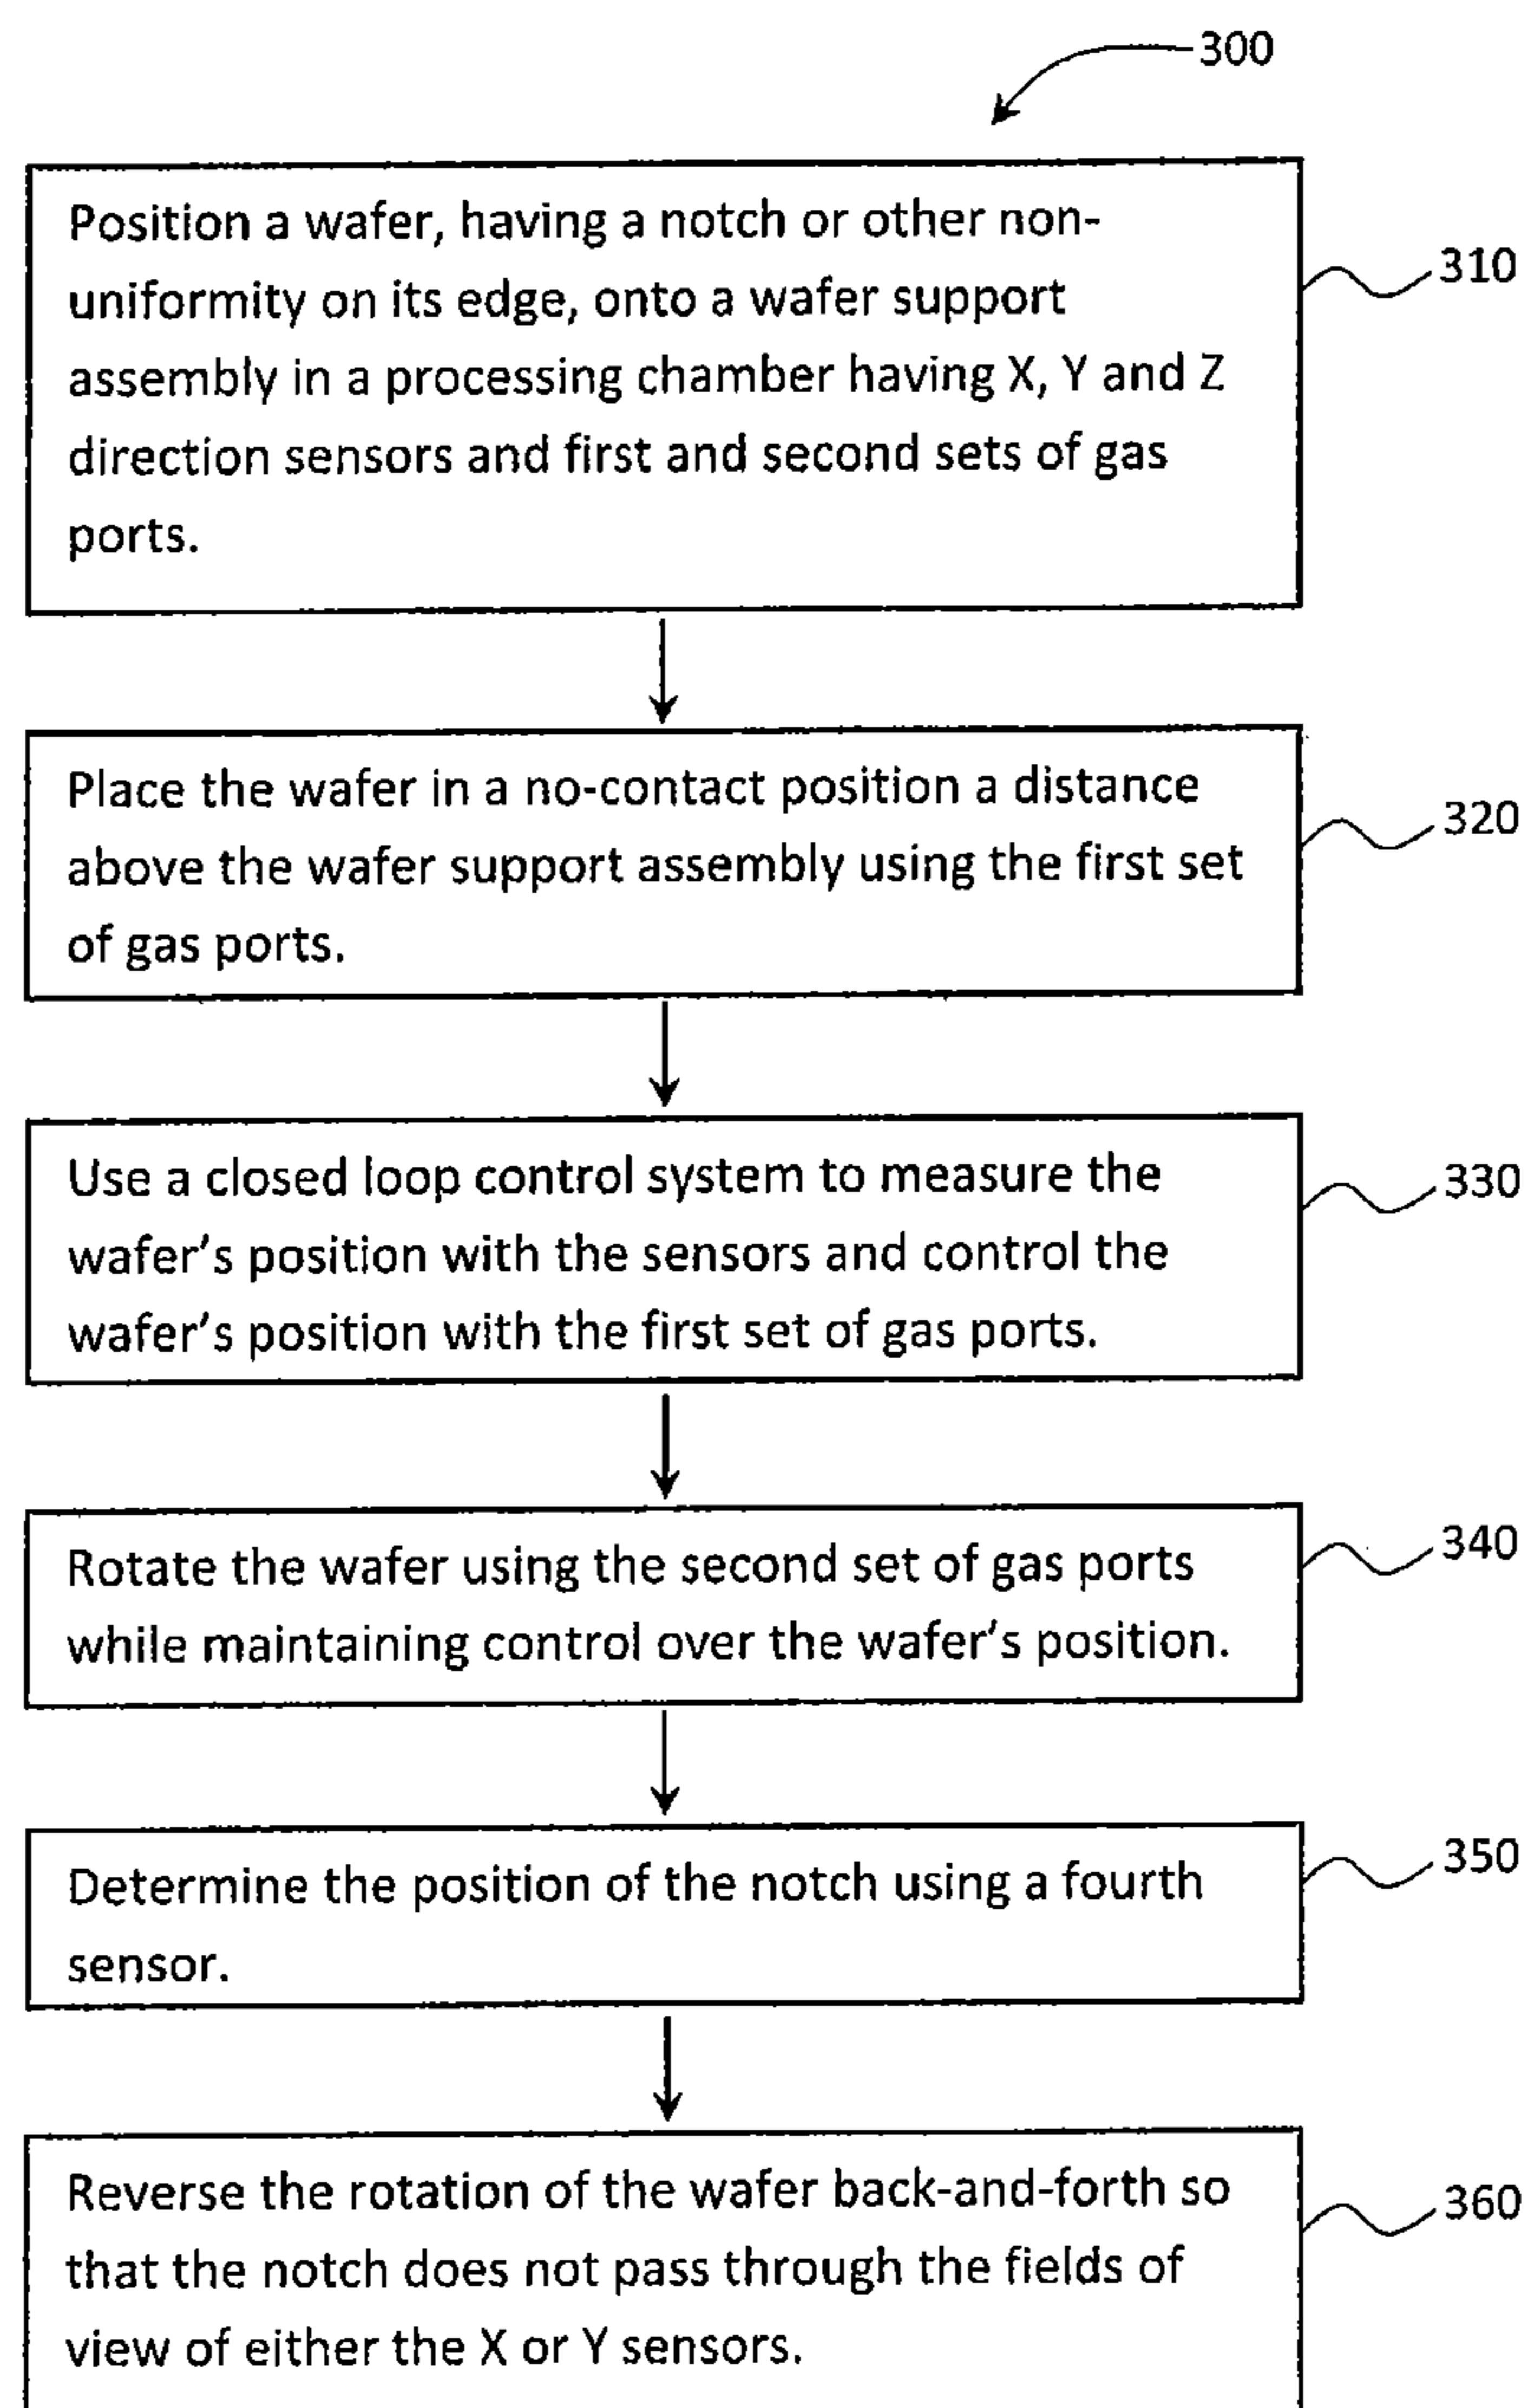 300
Position a wafer, having a notch or other non-
uniformity on its edge, onto a wafer support
assembly in a processing chamber having X, Y and Z
direction sensors and first and second sets of gas
ports.
310
Place the wafer in a no-contact position a distance
above the wafer support assembly using the first set
of gas ports.
320
Use a closed loop control system to measure the
wafer's position with the sensors and control the
wafer's position with the first set of gas ports.
330
Rotate the wafer using the second set of gas ports
while maintaining control over the wafer's position.
340
Determine the position of the notch using a fourth
sensor.
350
Reverse the rotation of the wafer back-and-forth so
that the notch does not pass through the fields of
view of either the X or Y sensors.
360